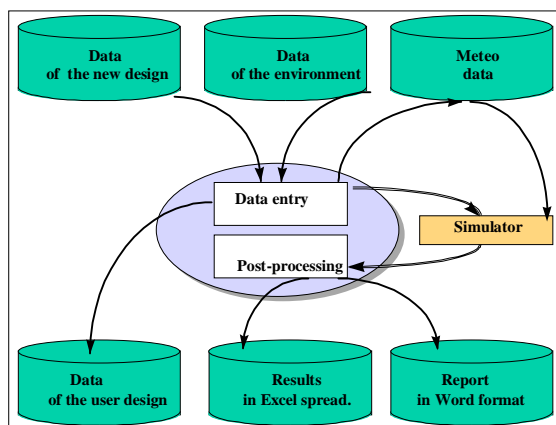 Data
of the new design
Data
of the environment
Meteo
data
Data entry
Simulator
Post-processing
Data
of the user design
Results
in Excel spread.
Report
in Word format